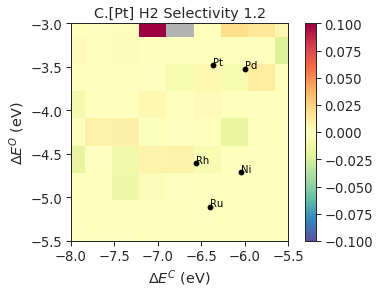 C.[Pt] H2 Selectivity 1.2
−3.0
−3.5
−4.0
−4.5
−5.0
−5.5
ΔE^O (eV)
Pt
Pd
Rh
Ni
Ru
−8.0 −7.5 −7.0 −6.5 −6.0 −5.5
ΔE^C (eV)
0.100
0.075
0.050
0.025
0.000
−0.025
−0.050
−0.075
−0.100